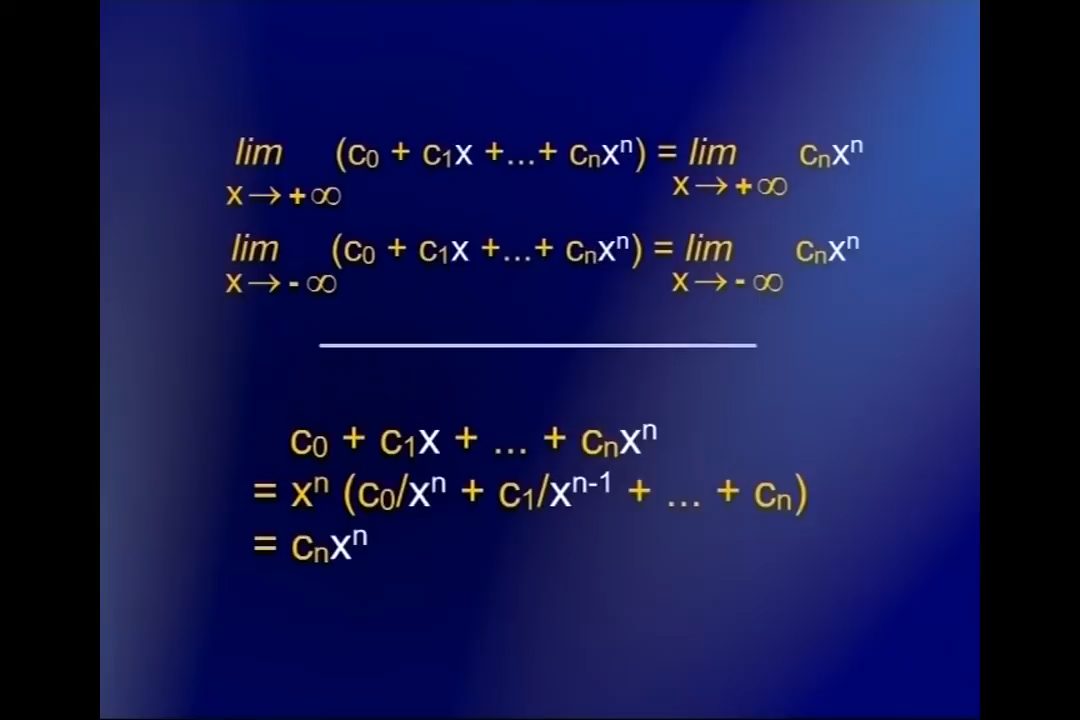 lim (c₀ + c₁x +...+ cₙxⁿ) = lim cₙxⁿ
x→+∞ x→+∞
lim (c₀ + c₁x +...+ cₙxⁿ) = lim cₙxⁿ
x→-∞ x→-∞
c₀ + c₁x + ... + cₙxⁿ
= xⁿ (c₀/xⁿ + c₁/xⁿ⁻¹ + ... + cₙ)
= cₙxⁿ